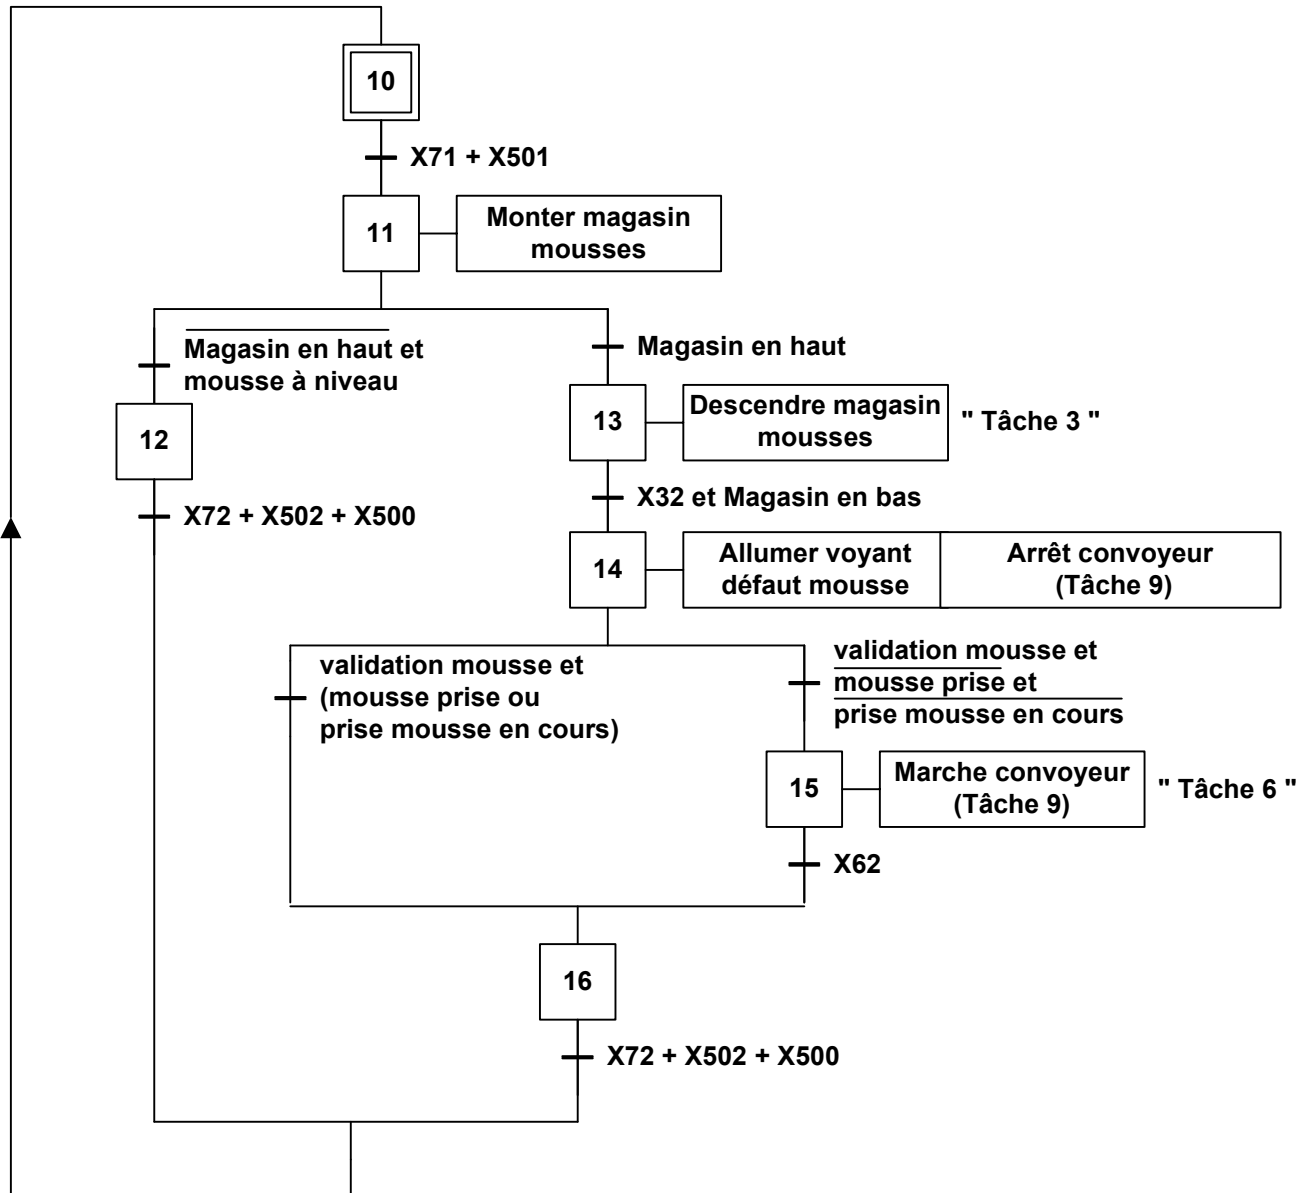 10
X71 + X501
11
Monter magasin
mousses
Magasin en haut et
mousse à niveau
Magasin en haut
12
13
Descendre magasin
mousses
" Tâche 3 "
X72 + X502 + X500
X32 et Magasin en bas
14
Allumer voyant
défaut mousse
Arrêt convoyeur
(Tâche 9)
validation mousse et
(mousse prise ou
prise mousse en cours)
validation mousse et
mousse prise et
prise mousse en cours
15
Marche convoyeur
(Tâche 9)
" Tâche 6 "
X62
16
X72 + X502 + X500